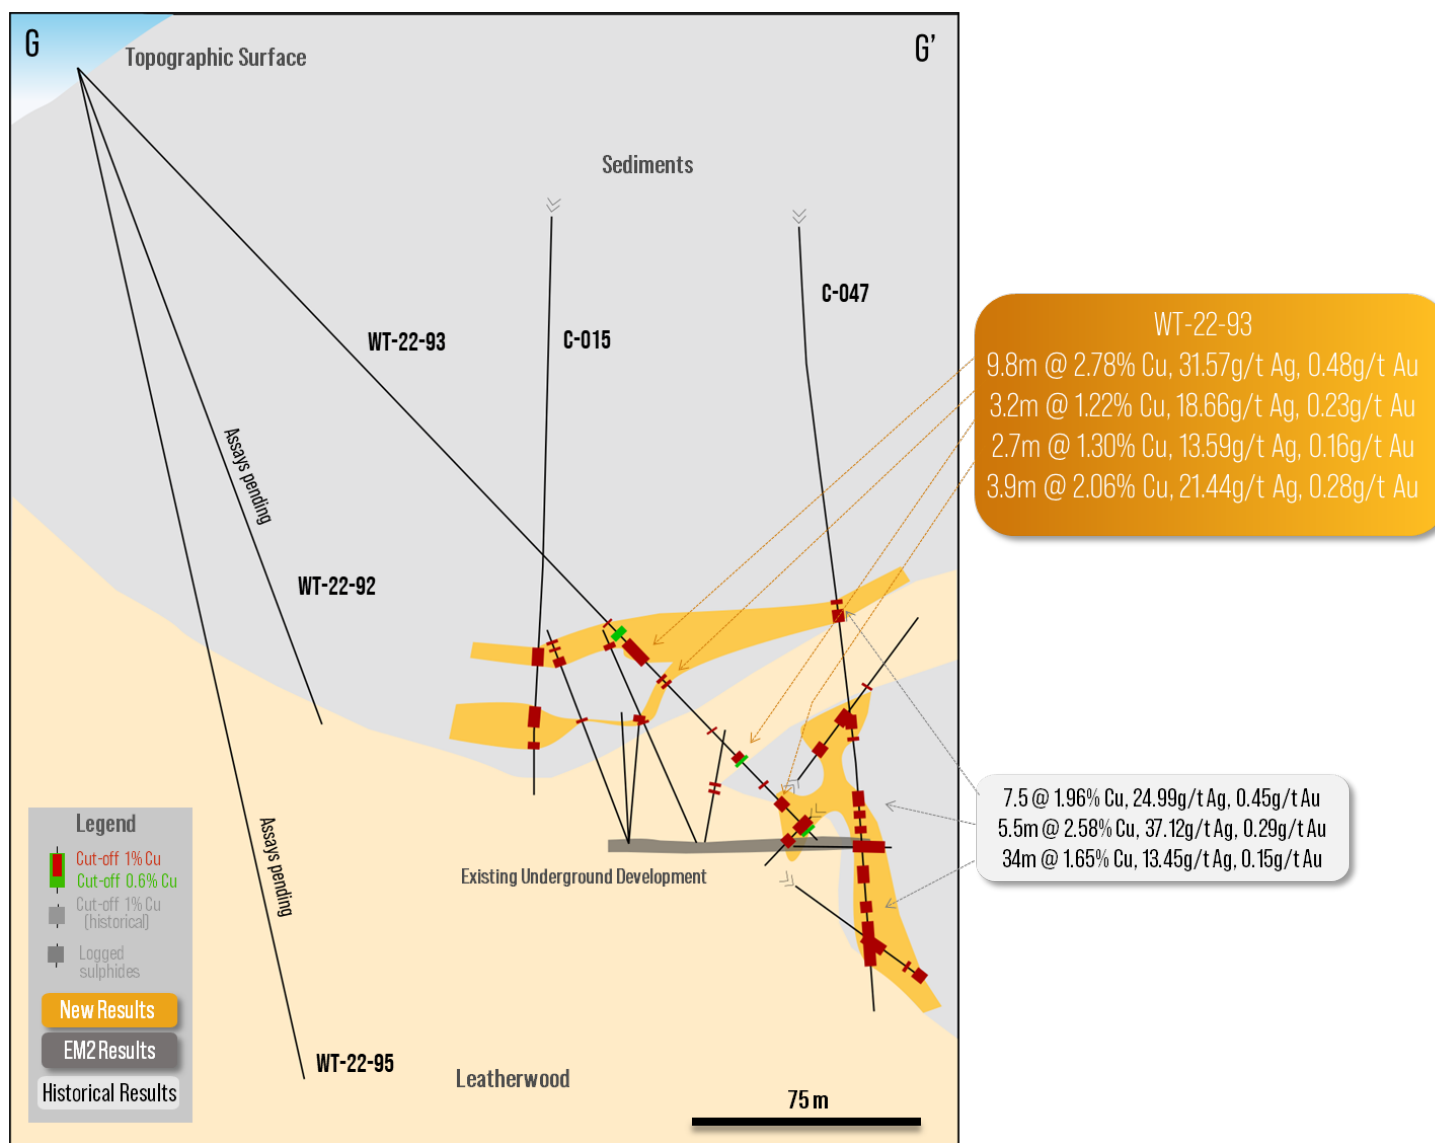 G
G’
Topographic Surface
Sediments
C-047
WT-22-93
C-015
WT-22-93
9.8m @ 2.78% Cu, 31.57g/t Ag, 0.48g/t Au
3.2m @ 1.22% Cu, 18.66g/t Ag, 0.23g/t Au
2.7m @ 1.30% Cu, 13.59g/t Ag, 0.16g/t Au
3.9m @ 2.06% Cu, 21.44g/t Ag, 0.28g/t Au
Assays pending
WT-22-92
7.5 @ 1.96% Cu, 24.99g/t Ag, 0.45g/t Au
5.5m @ 2.58% Cu, 37.12g/t Ag, 0.29g/t Au
34m @ 1.65% Cu, 13.45g/t Ag, 0.15g/t Au
Assays pending
Existing Underground Development
Legend
Cut-off 1% Cu
Cut-off 0.6% Cu
Cut-off 1% Cu
(historical)
Logged
sulphides
New Results
EM2 Results
Historical Results
WT-22-95
Leatherwood
75 m